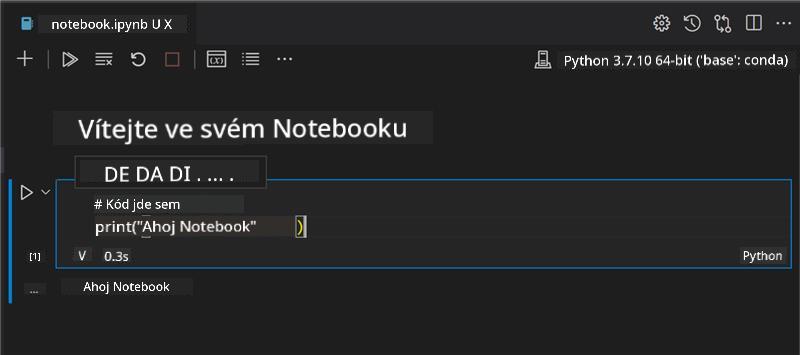 notebook.ipynb U X
Python 3.7.10 64-bit ('base': conda)
Vítejte ve svém Notebooku
DE DA DI . ... .
# Kód jde sem
print("Ahoj Notebook" )
[1] V 0.3s Python
... Ahoj Notebook